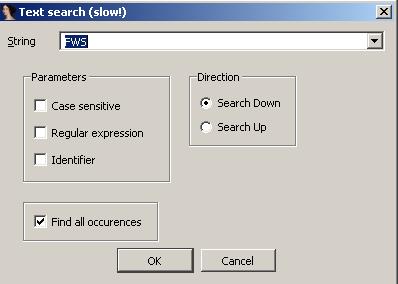 Text search (slow!)
String FWS
Parameters
Case sensitive
Regular expression
Identifier
Direction
Search Down
Search Up
Find all occurences
OK Cancel